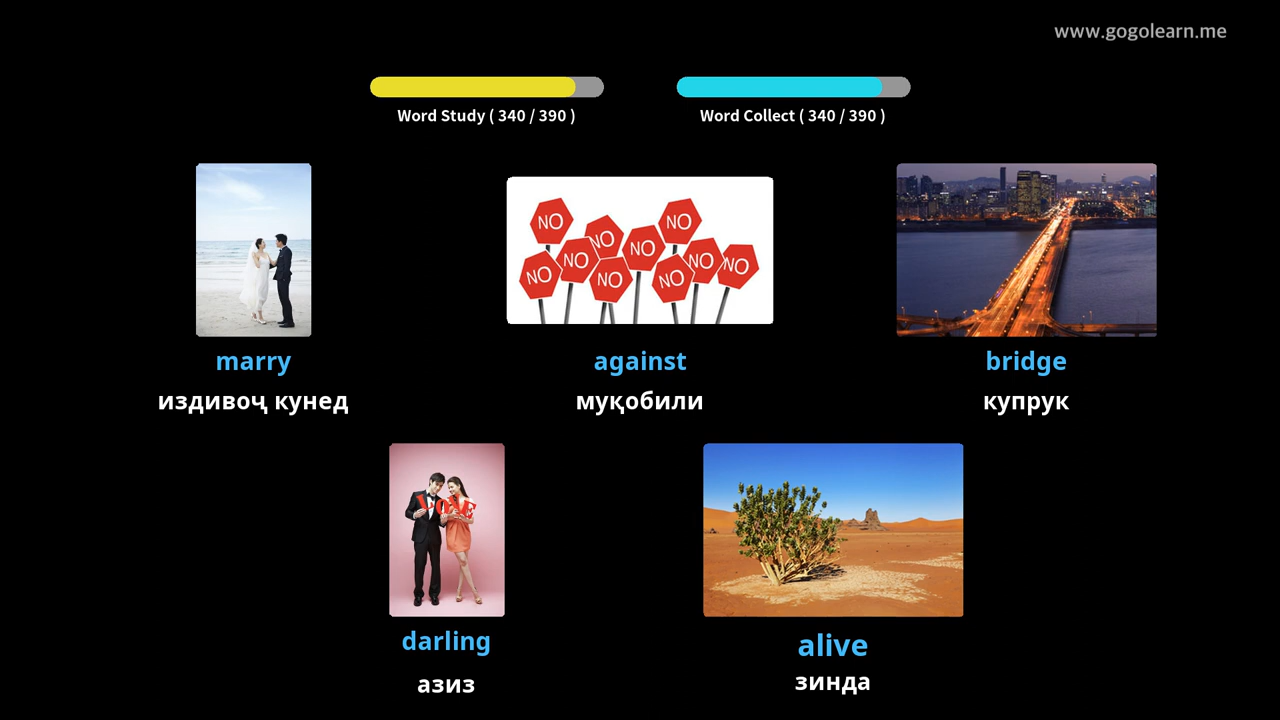 www.gogolearn.me
Word Study ( 340 / 390 )
Word Collect ( 340 / 390 )
NO
NO
NO
NO
NO
NO
NO
NO
NO
NO
marry
against
bridge
издивоҷ кунед
муқобили
купрук
darling
alive
азиз
зинда